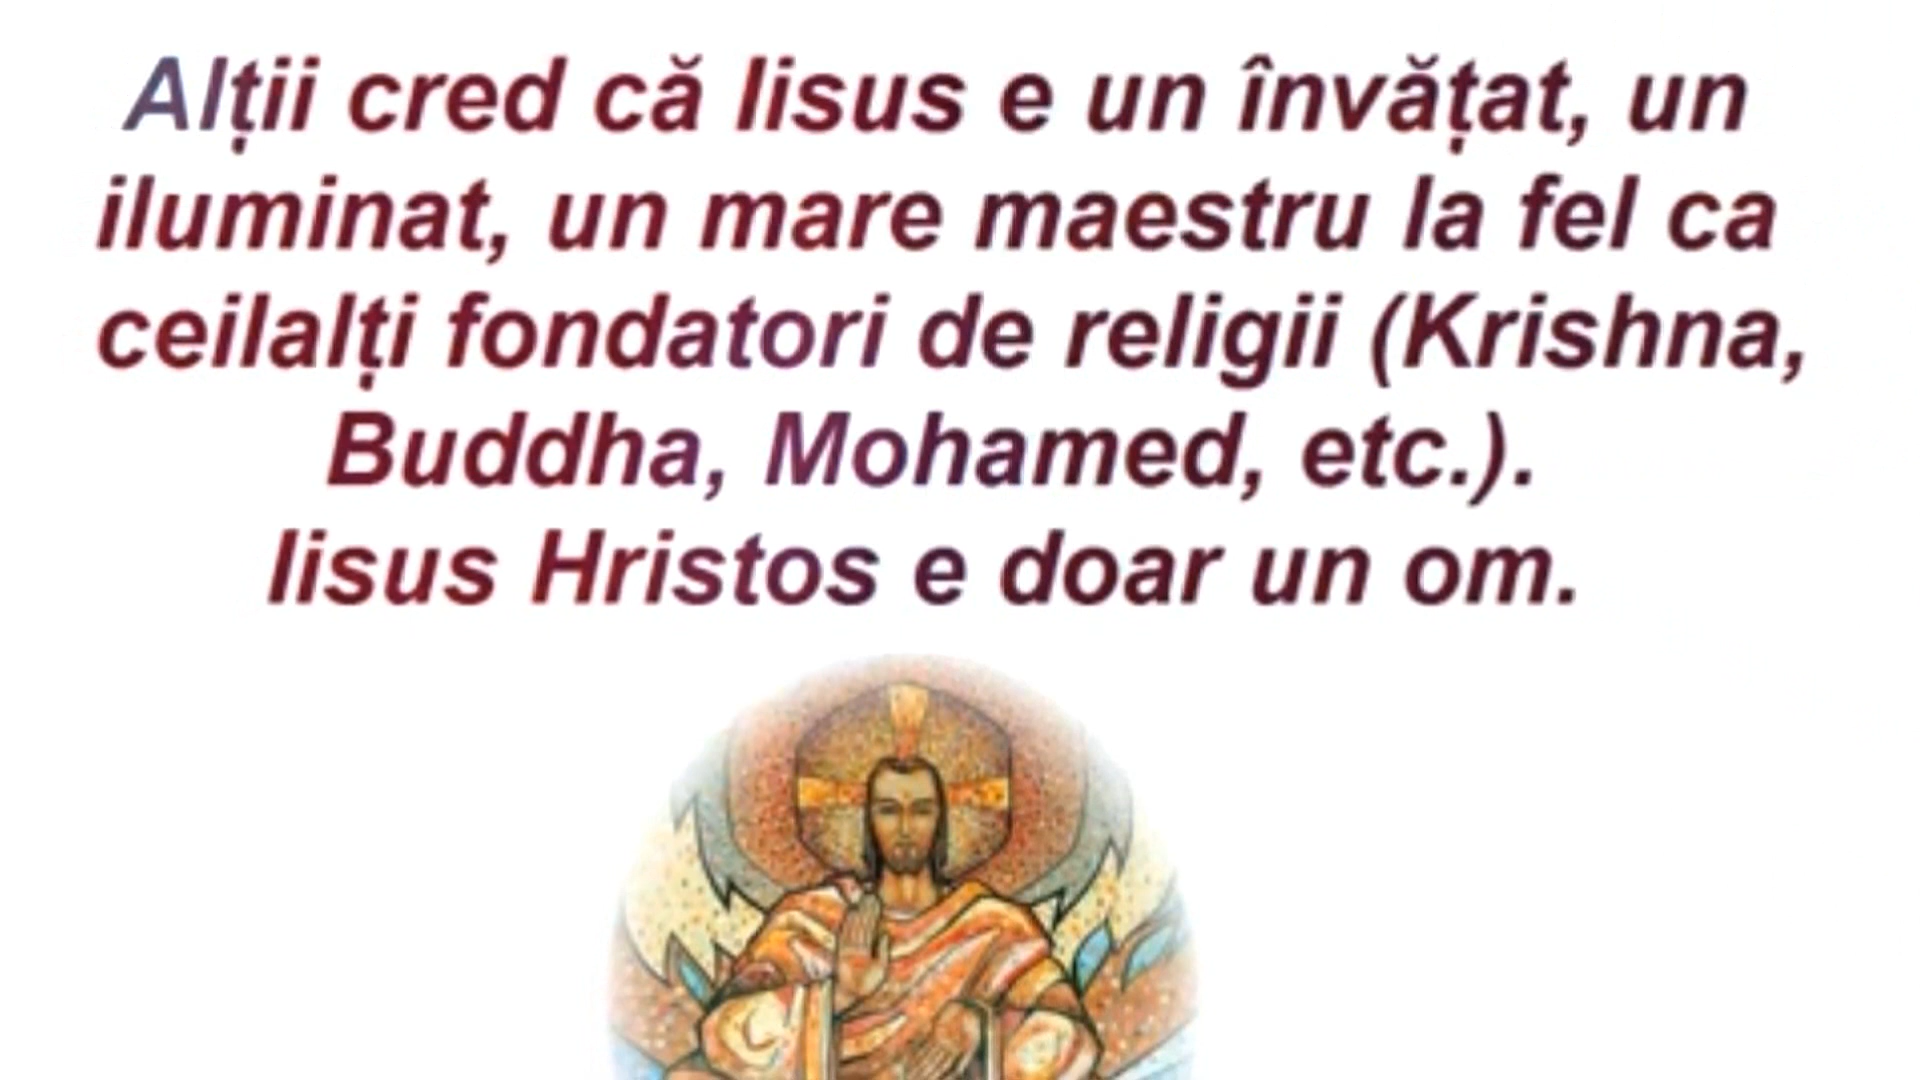 Alții cred că Iisus e un învățat, un
iluminat, un mare maestru la fel ca
ceilalți fondatori de religii (Krishna,
Buddha, Mohamed, etc.).
Iisus Hristos e doar un om.